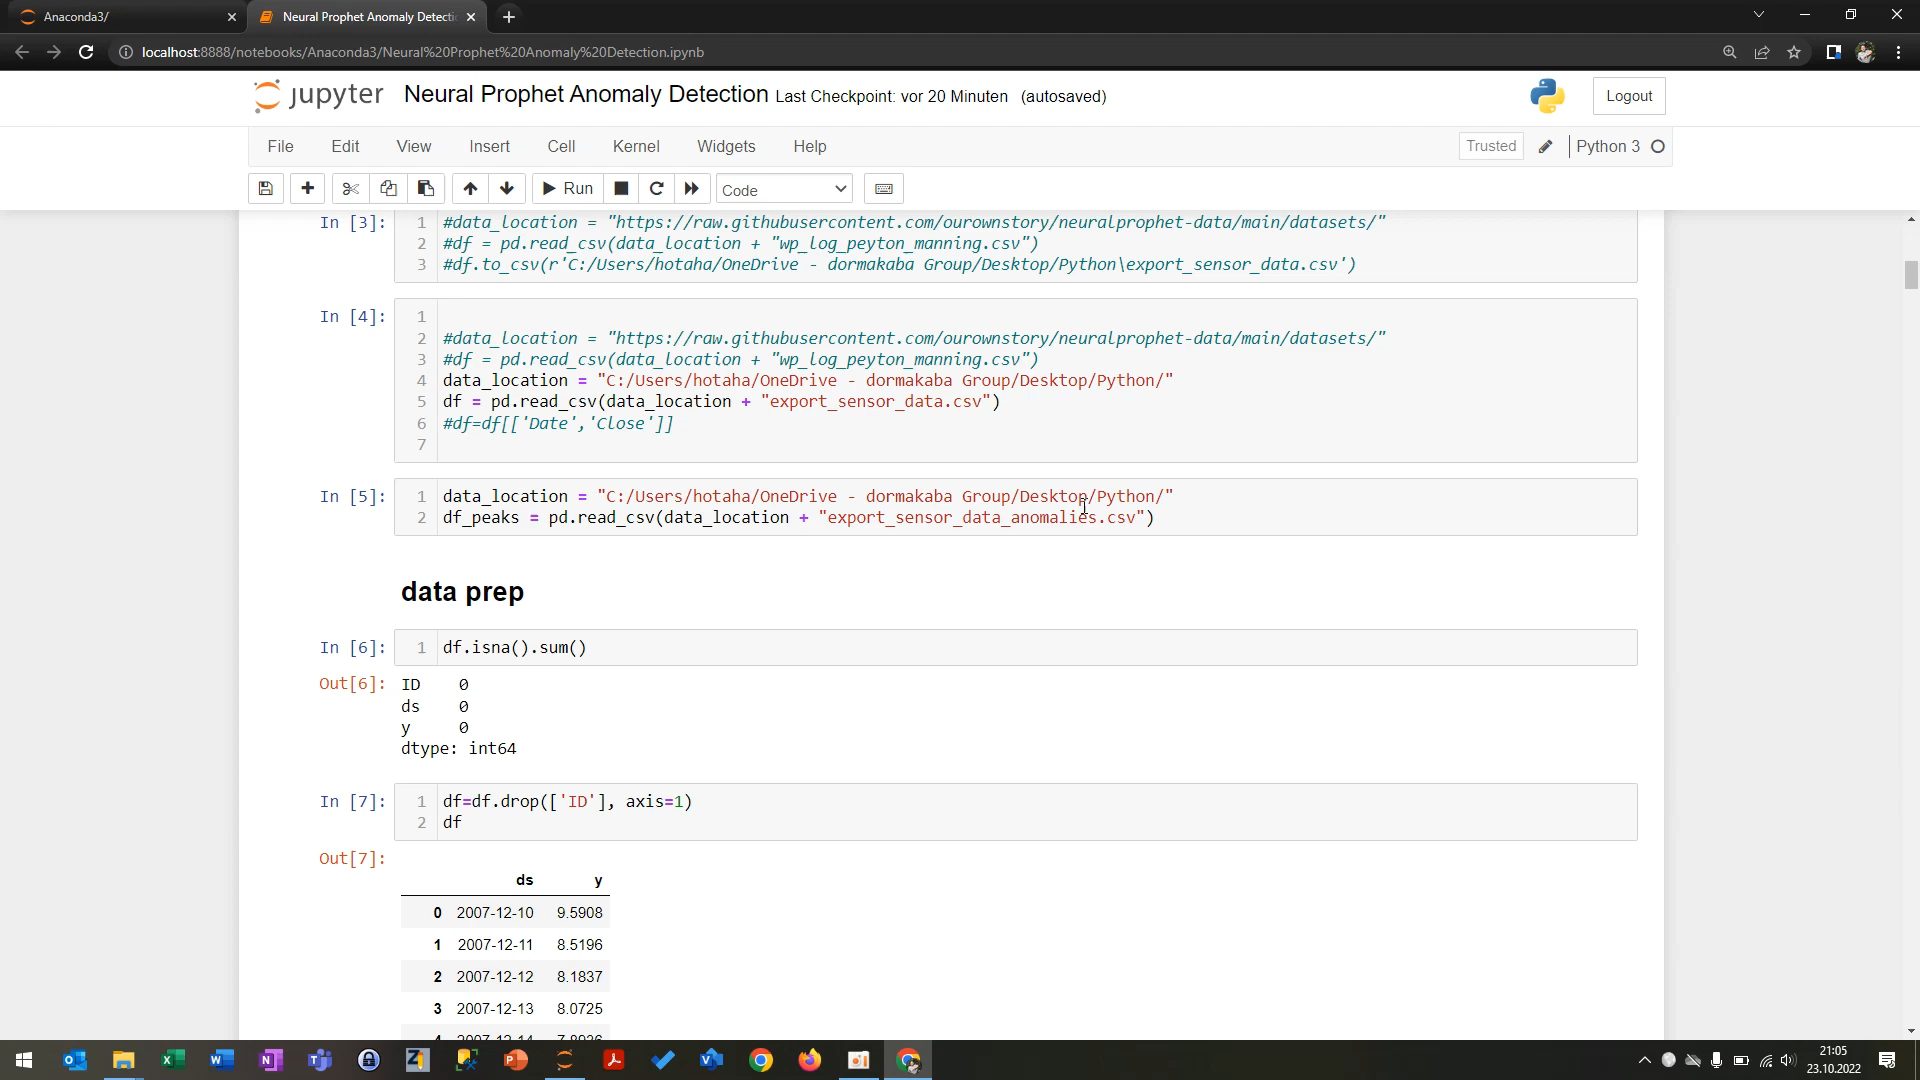 Anaconda3/
Neural Prophet Anomaly Detecti
localhost:8888/notebooks/Anaconda3/Neural%20Prophet%20Anomaly%20Detection.ipynb
jupyter Neural Prophet Anomaly Detection Last Checkpoint: vor 20 Minuten (autosaved)
Logout
File Edit View Insert Cell Kernel Widgets Help
Trusted Python 3
Run Code
In [3]:
1 #data_location = "https://raw.githubusercontent.com/ourownstory/neuralprophet-data/main/datasets/"
2 #df = pd.read_csv(data_location + "wp_log_peyton_manning.csv")
3 #df.to_csv(r'C:/Users/hotaha/OneDrive - dormakaba Group/Desktop/Python\export_sensor_data.csv')
In [4]:
1
2 #data_location = "https://raw.githubusercontent.com/ourownstory/neuralprophet-data/main/datasets/"
3 #df = pd.read_csv(data_location + "wp_log_peyton_manning.csv")
4 data_location = "C:/Users/hotaha/OneDrive - dormakaba Group/Desktop/Python/"
5 df = pd.read_csv(data_location + "export_sensor_data.csv")
6 #df=df[['Date','Close']]
7
In [5]:
1 data_location = "C:/Users/hotaha/OneDrive - dormakaba Group/Desktop/Python/"
2 df_peaks = pd.read_csv(data_location + "export_sensor_data_anomalies.csv")
data prep
In [6]:
1 df.isna().sum()
Out[6]:
ID 0
ds 0
y 0
dtype: int64
In [7]:
1 df=df.drop(['ID'], axis=1)
2 df
Out[7]:
ds y
0 2007-12-10 9.5908
1 2007-12-11 8.5196
2 2007-12-12 8.1837
3 2007-12-13 8.0725
21:05
23.10.2022